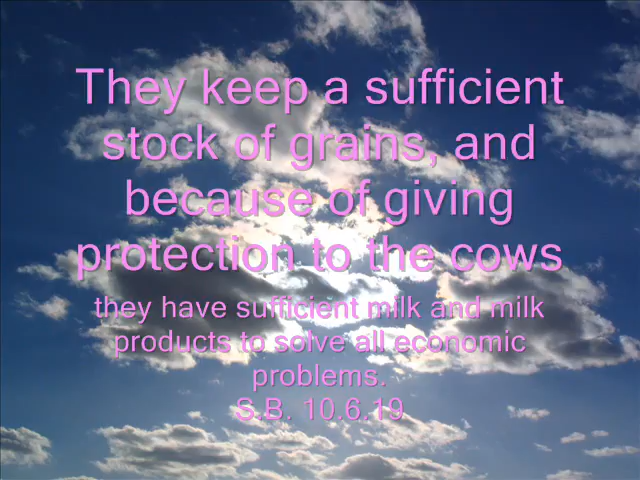 They keep a sufficient
stock of grains, and
because of giving
protection to the cows
they have sufficient milk and milk
products to solve all economic
problems.
S.B. 10.6.19